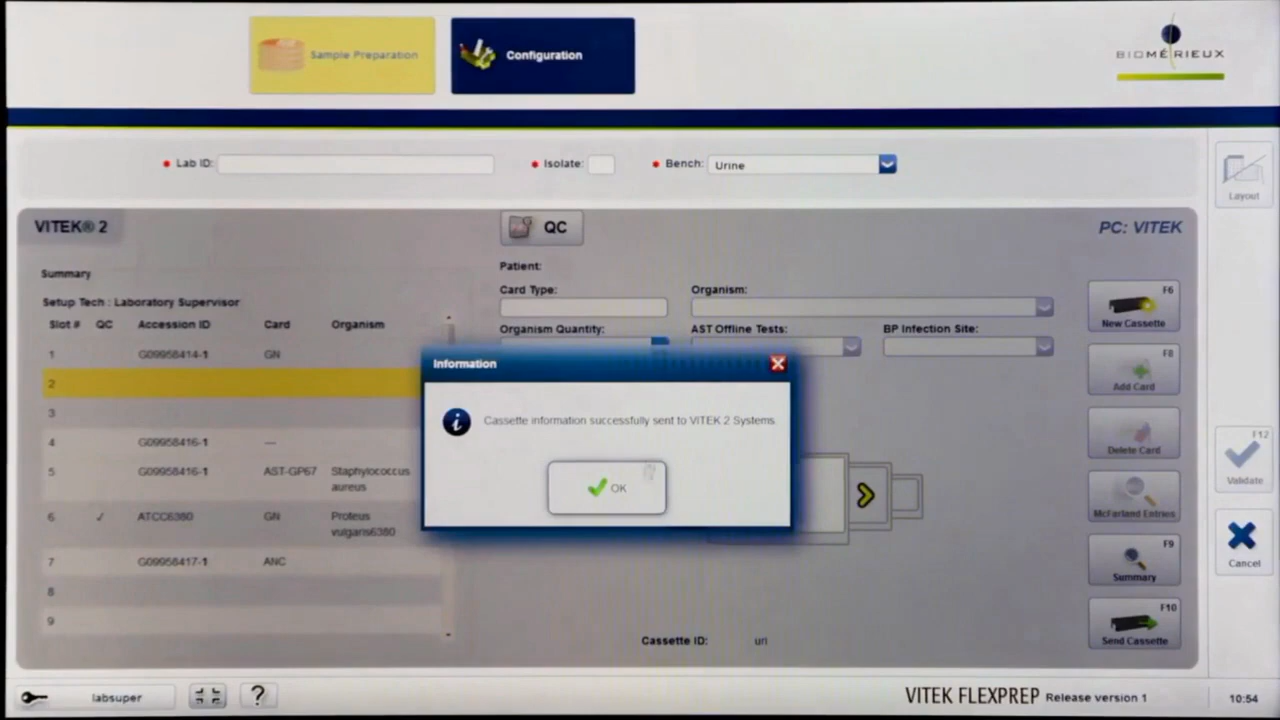 Sample Preparation
Configuration
BIOMÉRIEUX
Lab ID:
Isolate:
Bench: Urine
Layout
VITEK® 2
QC
PC: VITEK
Summary
Patient:
Setup Tech : Laboratory Supervisor
Card Type:
Organism:
Slot # QC Accession ID Card Organism
Organism Quantity:
AST Offline Tests:
BP Infection Site:
1 G09958414-1 GN
2
3
4 G09958416-1 ---
5 G09958416-1 AST-GP67 Staphylococcus
aureus
6 ✓ ATCC6380 GN Proteus
vulgaris6380
7 G09958417-1 ANC
8
9
Information
Cassette information successfully sent to VITEK 2 Systems
OK
F6
New Cassette
F8
Add Card
Delete Card
McFarland Entries
F9
Summary
F10
Send Cassette
F12
Validate
Cancel
Cassette ID: uri
labsuper
?
VITEK FLEXPREP Release version 1
10:54